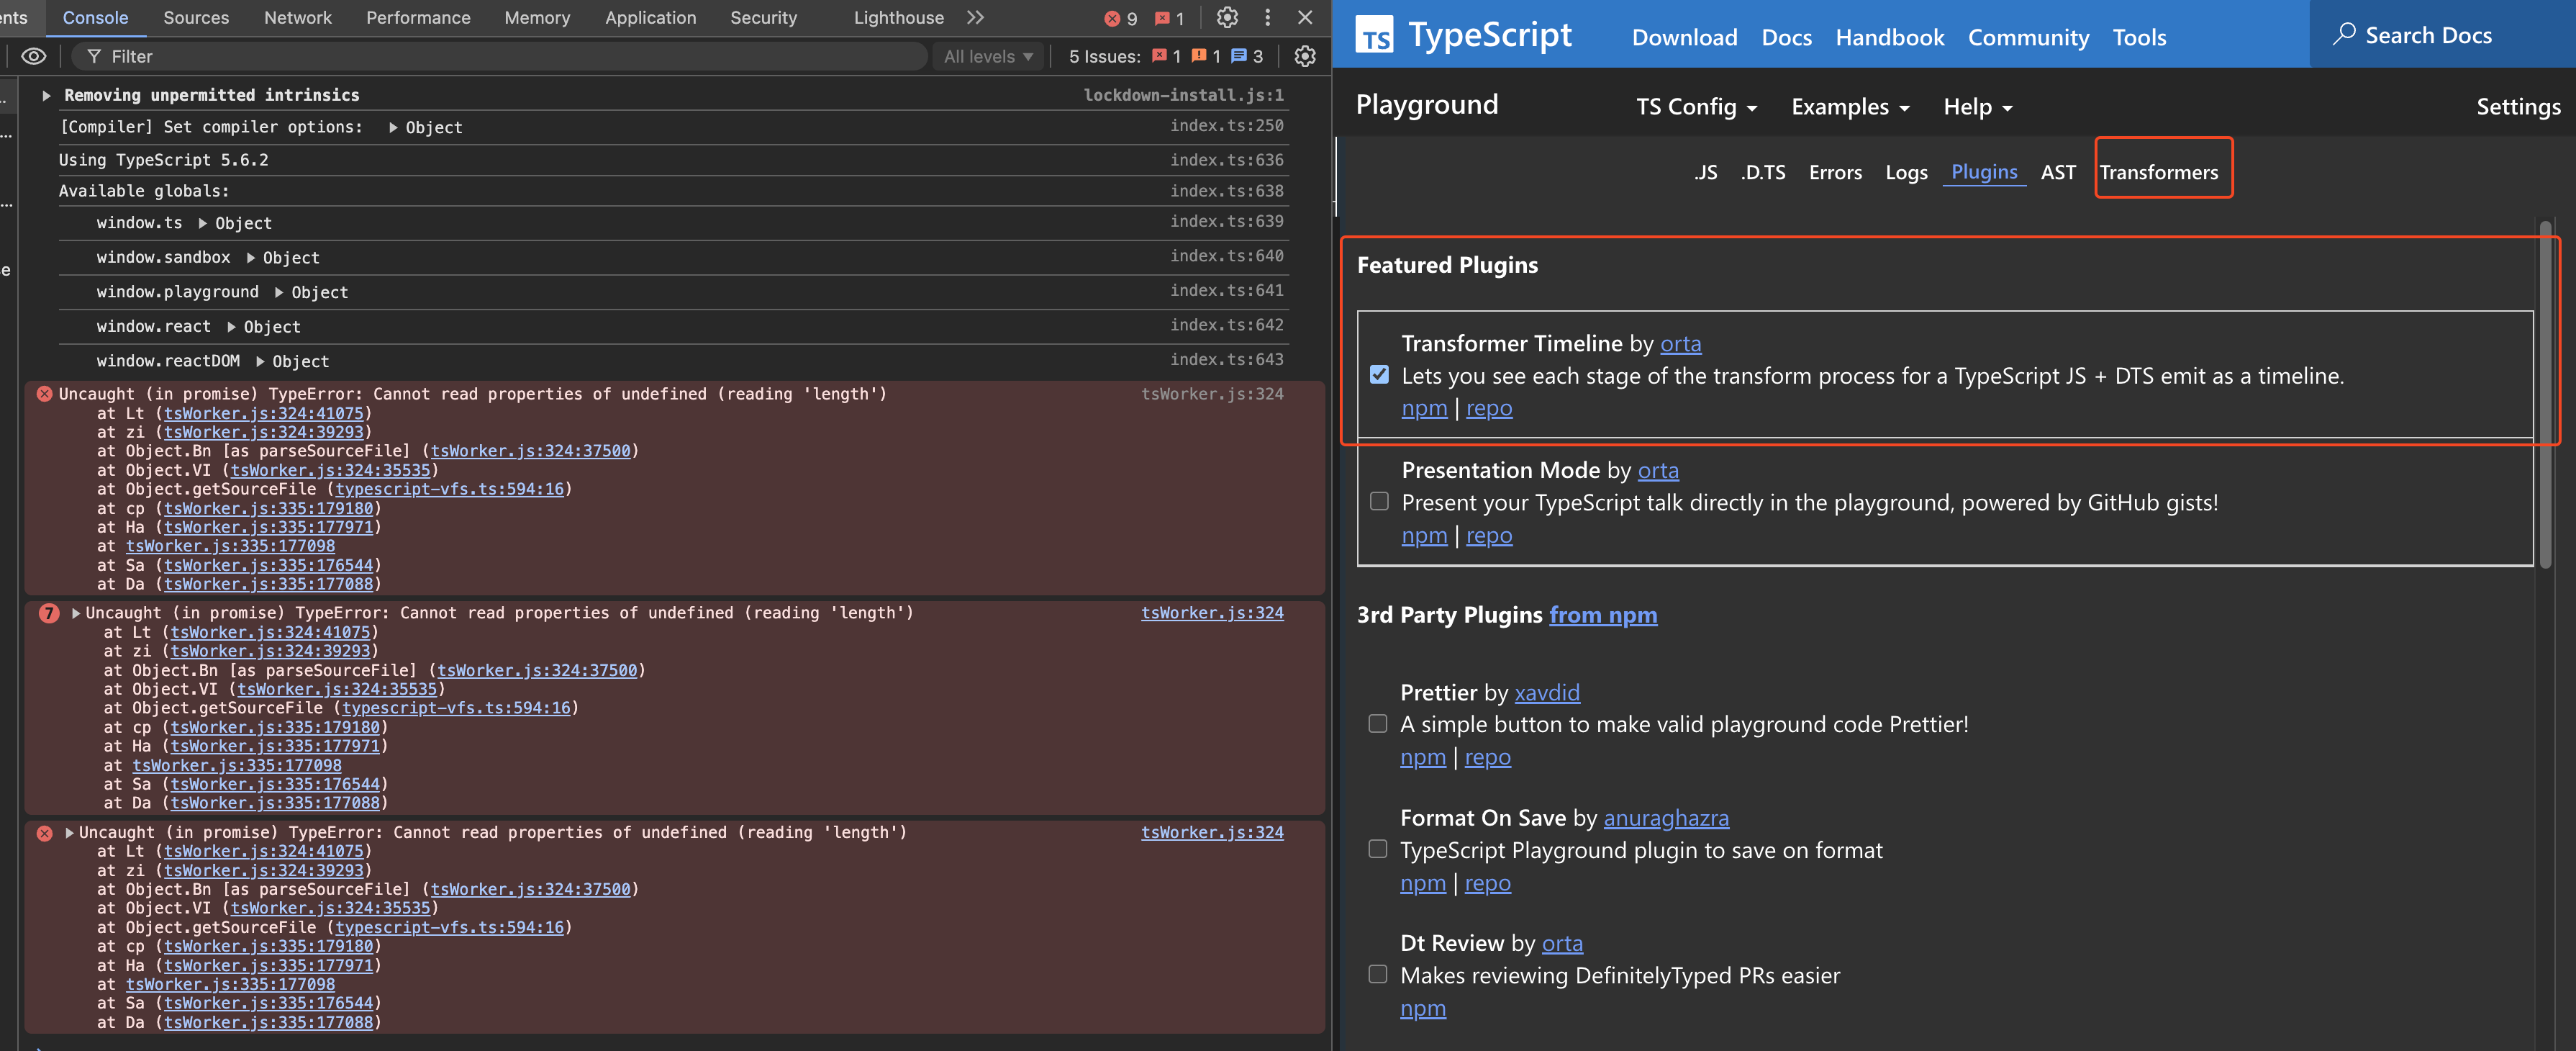 ents Console Sources Network Performance Memory Application Security Lighthouse 9 1
Filter All levels 5 Issues: 1 1 3
Removing unpermitted intrinsics lockdown-install.js:1
[Compiler] Set compiler options: Object index.ts:250
Using TypeScript 5.6.2 index.ts:636
Available globals: index.ts:638
window.ts Object index.ts:639
window.sandbox Object index.ts:640
window.playground Object index.ts:641
window.react Object index.ts:642
window.reactDOM Object index.ts:643
Uncaught (in promise) TypeError: Cannot read properties of undefined (reading 'length') tsWorker.js:324
at Lt (tsWorker.js:324:41075)
at zi (tsWorker.js:324:39293)
at Object.Bn [as parseSourceFile] (tsWorker.js:324:37500)
at Object.VI (tsWorker.js:324:35535)
at Object.getSourceFile (typescript-vfs.ts:594:16)
at cp (tsWorker.js:335:179180)
at Ha (tsWorker.js:335:177971)
at tsWorker.js:335:177098
at Sa (tsWorker.js:335:176544)
at Da (tsWorker.js:335:177088)
7 Uncaught (in promise) TypeError: Cannot read properties of undefined (reading 'length') tsWorker.js:324
at Lt (tsWorker.js:324:41075)
at zi (tsWorker.js:324:39293)
at Object.Bn [as parseSourceFile] (tsWorker.js:324:37500)
at Object.VI (tsWorker.js:324:35535)
at Object.getSourceFile (typescript-vfs.ts:594:16)
at cp (tsWorker.js:335:179180)
at Ha (tsWorker.js:335:177971)
at tsWorker.js:335:177098
at Sa (tsWorker.js:335:176544)
at Da (tsWorker.js:335:177088)
Uncaught (in promise) TypeError: Cannot read properties of undefined (reading 'length') tsWorker.js:324
at Lt (tsWorker.js:324:41075)
at zi (tsWorker.js:324:39293)
at Object.Bn [as parseSourceFile] (tsWorker.js:324:37500)
at Object.VI (tsWorker.js:324:35535)
at Object.getSourceFile (typescript-vfs.ts:594:16)
at cp (tsWorker.js:335:179180)
at Ha (tsWorker.js:335:177971)
at tsWorker.js:335:177098
at Sa (tsWorker.js:335:176544)
at Da (tsWorker.js:335:177088)
TS TypeScript Download Docs Handbook Community Tools Search Docs
Playground TS Config Examples Help Settings
.JS .D.TS Errors Logs Plugins AST Transformers
Featured Plugins
Transformer Timeline by orta
Lets you see each stage of the transform process for a TypeScript JS + DTS emit as a timeline.
npm | repo
Presentation Mode by orta
Present your TypeScript talk directly in the playground, powered by GitHub gists!
npm | repo
3rd Party Plugins from npm
Prettier by xavdid
A simple button to make valid playground code Prettier!
npm | repo
Format On Save by anuraghazra
TypeScript Playground plugin to save on format
npm | repo
Dt Review by orta
Makes reviewing DefinitelyTyped PRs easier
npm